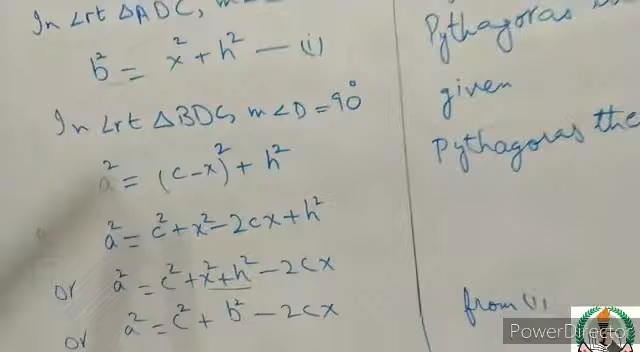 In ∠rt △ADC, m
b² = x² + h² — (i)
In ∠rt △BDC, m∠D = 90°
a² = (c-x)² + h²
a² = c² + x² - 2cx + h²
or a² = c² + x² + h² - 2cx
or a² = c² + b² - 2cx
Pythagoras
given
Pythagoras the
from (i)
PowerDirector